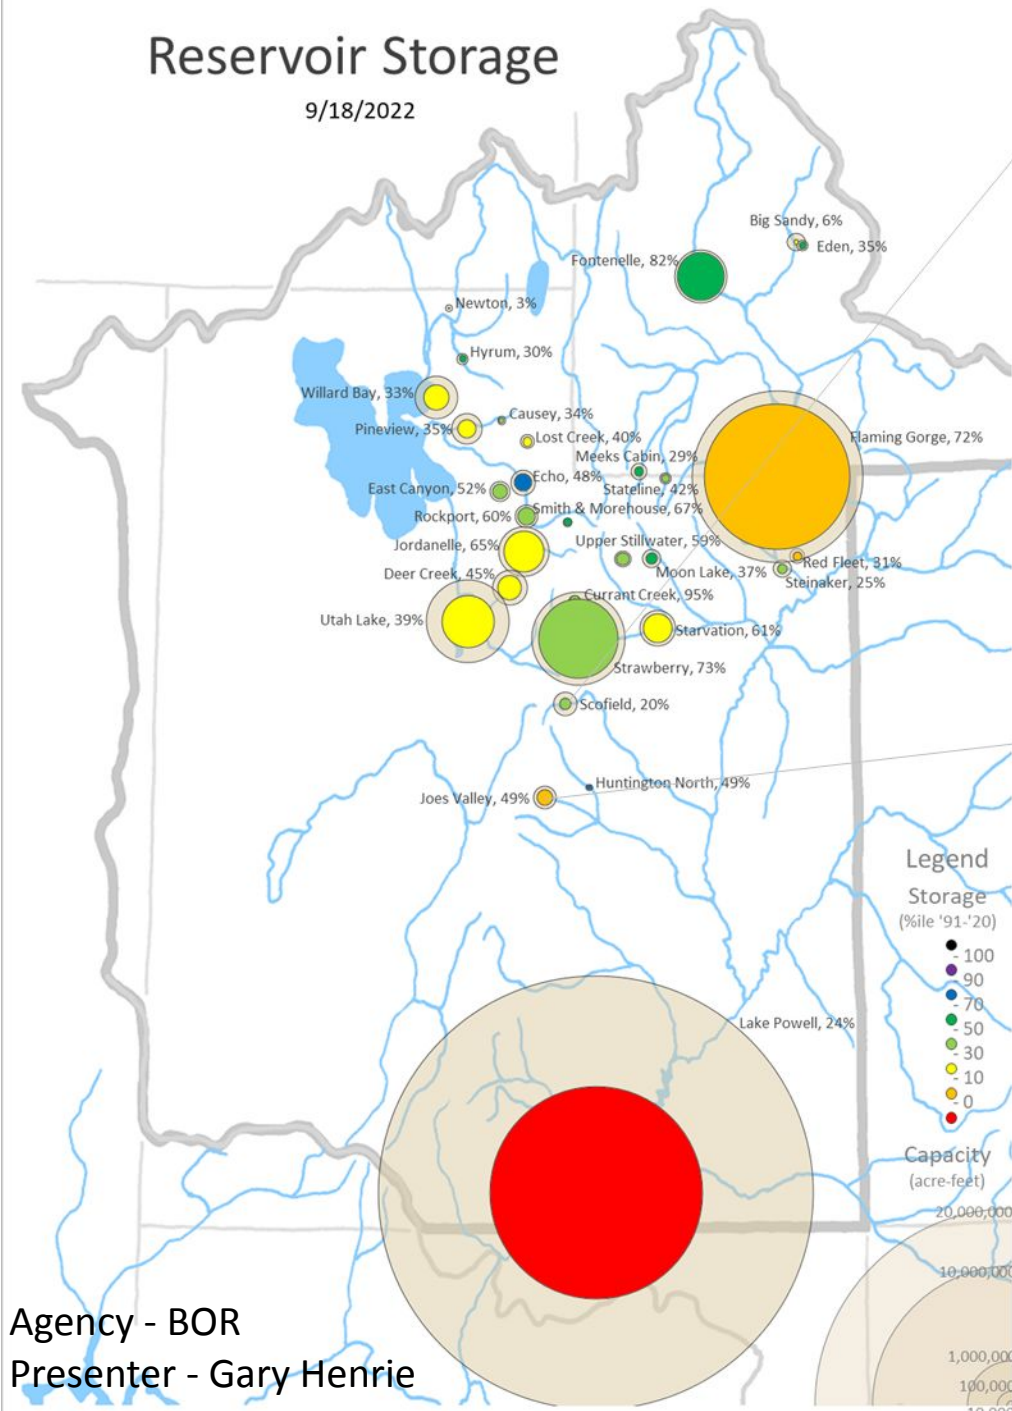 Reservoir Storage
9/18/2022
Big Sandy, 6%
Eden, 35%
Fontenelle, 82%
Newton, 3%
Hyrum, 30%
Willard Bay, 33%
Causey, 34%
Pineview, 35%
Lost Creek, 40%
Flaming Gorge, 72%
Meeks Cabin, 29%
Echo, 48%
East Canyon, 52%
Stateline, 42%
Smith & Morehouse, 67%
Rockport, 60%
Upper Stillwater, 59%
Jordanelle, 65%
Red Fleet, 31%
Moon Lake, 37%
Deer Creek, 45%
Steinaker, 25%
Currant Creek, 95%
Utah Lake, 39%
Starvation, 61%
Strawberry, 73%
Scofield, 20%
Huntington North, 49%
Joes Valley, 49%
Legend
Storage
(%ile '91-'20)
- 100
- 90
- 70
- 50
- 30
- 10
- 0
Lake Powell, 24%
Capacity
(acre-feet)
20,000,000
10,000,000
1,000,000
100,000
Agency - BOR
Presenter - Gary Henrie